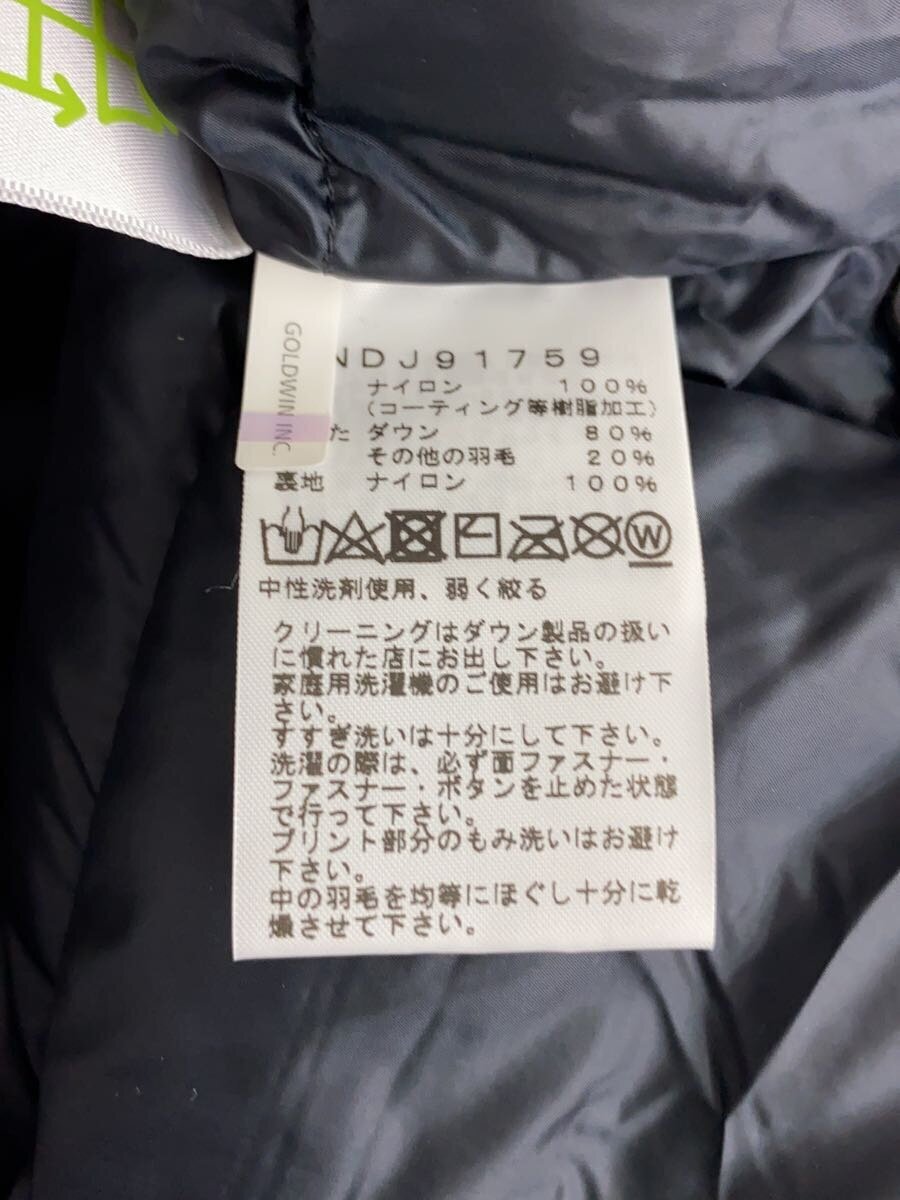 GOLDWIN INC.
NDJ91759
ナイロン 100%
(コーティング等樹脂加工)
た ダウン 80%
その他の羽毛 20%
裏地 ナイロン 100%
W
中性洗剤使用、弱く絞る
クリーニングはダウン製品の扱い
に慣れた店にお出し下さい。
家庭用洗濯機のご使用はお避け下
さい。
すすぎ洗いは十分にして下さい。
洗濯の際は、必ず面ファスナー・
ファスナー・ボタンを止めた状態
で行って下さい。
プリント部分のもみ洗いはお避け
下さい。
中の羽毛を均等にほぐし十分に乾
燥させて下さい。